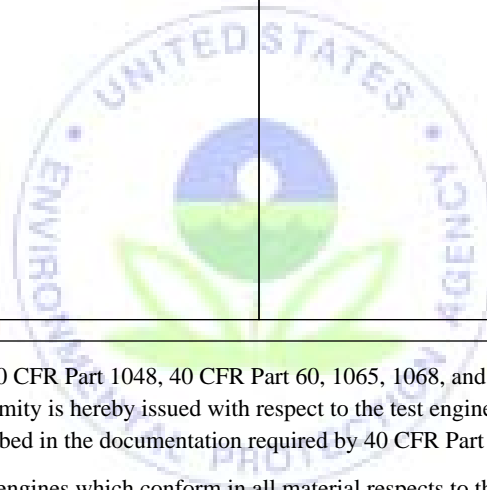 UNITED STATES
ENVIRONMENTAL PROTECTION AGENCY
0 CFR Part 1048, 40 CFR Part 60, 1065, 1068, and
mity is hereby issued with respect to the test engine
bed in the documentation required by 40 CFR Part
engines which conform in all material respects to th